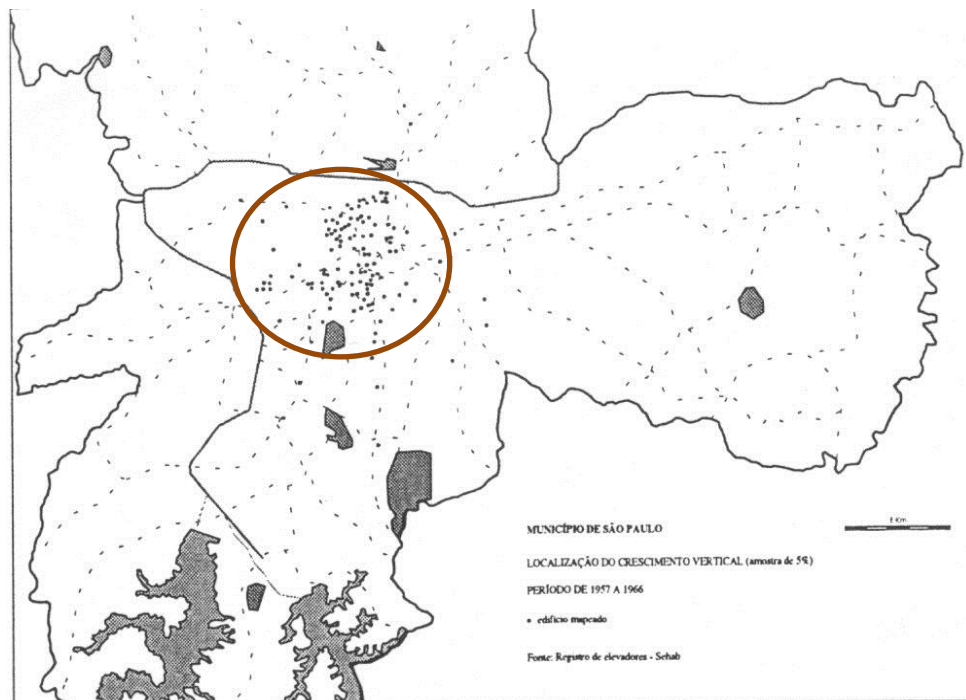 MUNICÍPIO DE SÃO PAULO
LOCALIZAÇÃO DO CRESCIMENTO VERTICAL (amostra de 5%)
PERÍODO DE 1957 A 1966
• edifício mapeado
Fonte: Registro de elevadores - Sehab